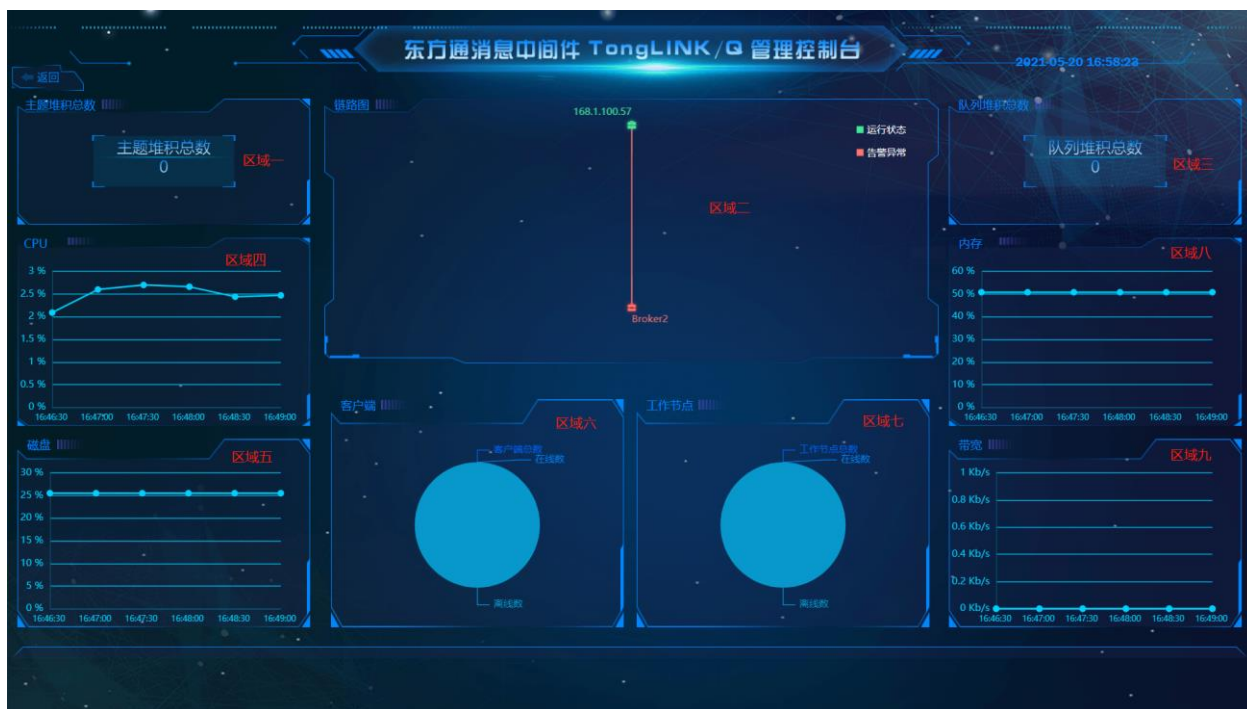 东方通消息中间件 TongLINK/Q 管理控制台
2021-05-20 16:58:23
返回
主题堆积总数
主题堆积总数
0
区域一
链路图
168.1.100.57
运行状态
告警异常
区域二
Broker2
队列堆积总数
队列堆积总数
0
区域三
CPU
区域四
3 %
2.5 %
2 %
1.5 %
1 %
0.5 %
0 %
16:46:30 16:47:00 16:47:30 16:48:00 16:48:30 16:49:00
内存
区域八
60 %
50 %
40 %
30 %
20 %
10 %
0 %
16:46:30 16:47:00 16:47:30 16:48:00 16:48:30 16:49:00
磁盘
区域五
30 %
25 %
20 %
15 %
10 %
5 %
0 %
16:46:30 16:47:00 16:47:30 16:48:00 16:48:30 16:49:00
客户端
区域六
客户端总数
在线数
离线数
工作节点
区域七
工作节点总数
在线数
离线数
带宽
区域九
1 Kb/s
0.8 Kb/s
0.6 Kb/s
0.4 Kb/s
0.2 Kb/s
0 Kb/s
16:46:30 16:47:00 16:47:30 16:48:00 16:48:30 16:49:00